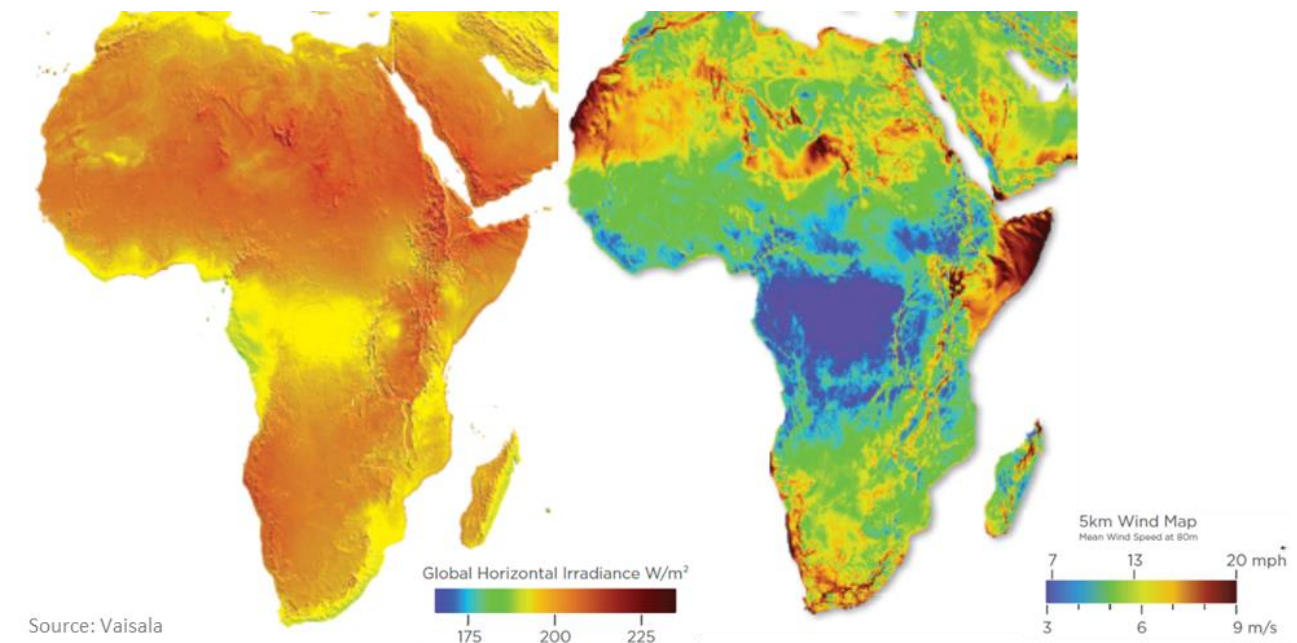 Global Horizontal Irradiance W/m²
175 200 225
Source: Vaisala
5km Wind Map
Mean Wind Speed at 80m
7 13 20 mph
3 6 9 m/s